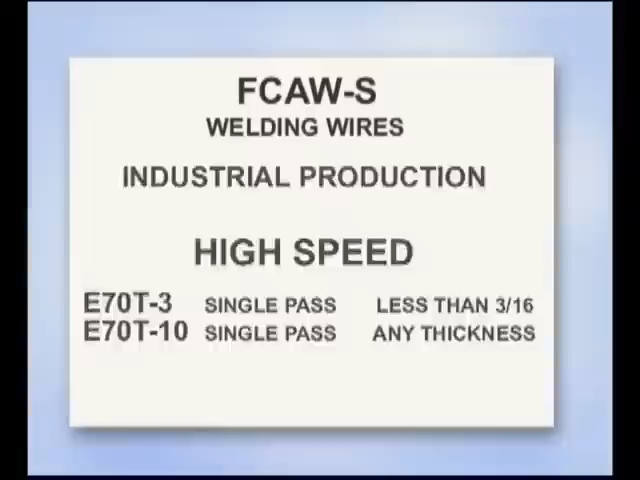 FCAW-S
WELDING WIRES
INDUSTRIAL PRODUCTION
HIGH SPEED
E70T-3 SINGLE PASS LESS THAN 3/16
E70T-10 SINGLE PASS ANY THICKNESS